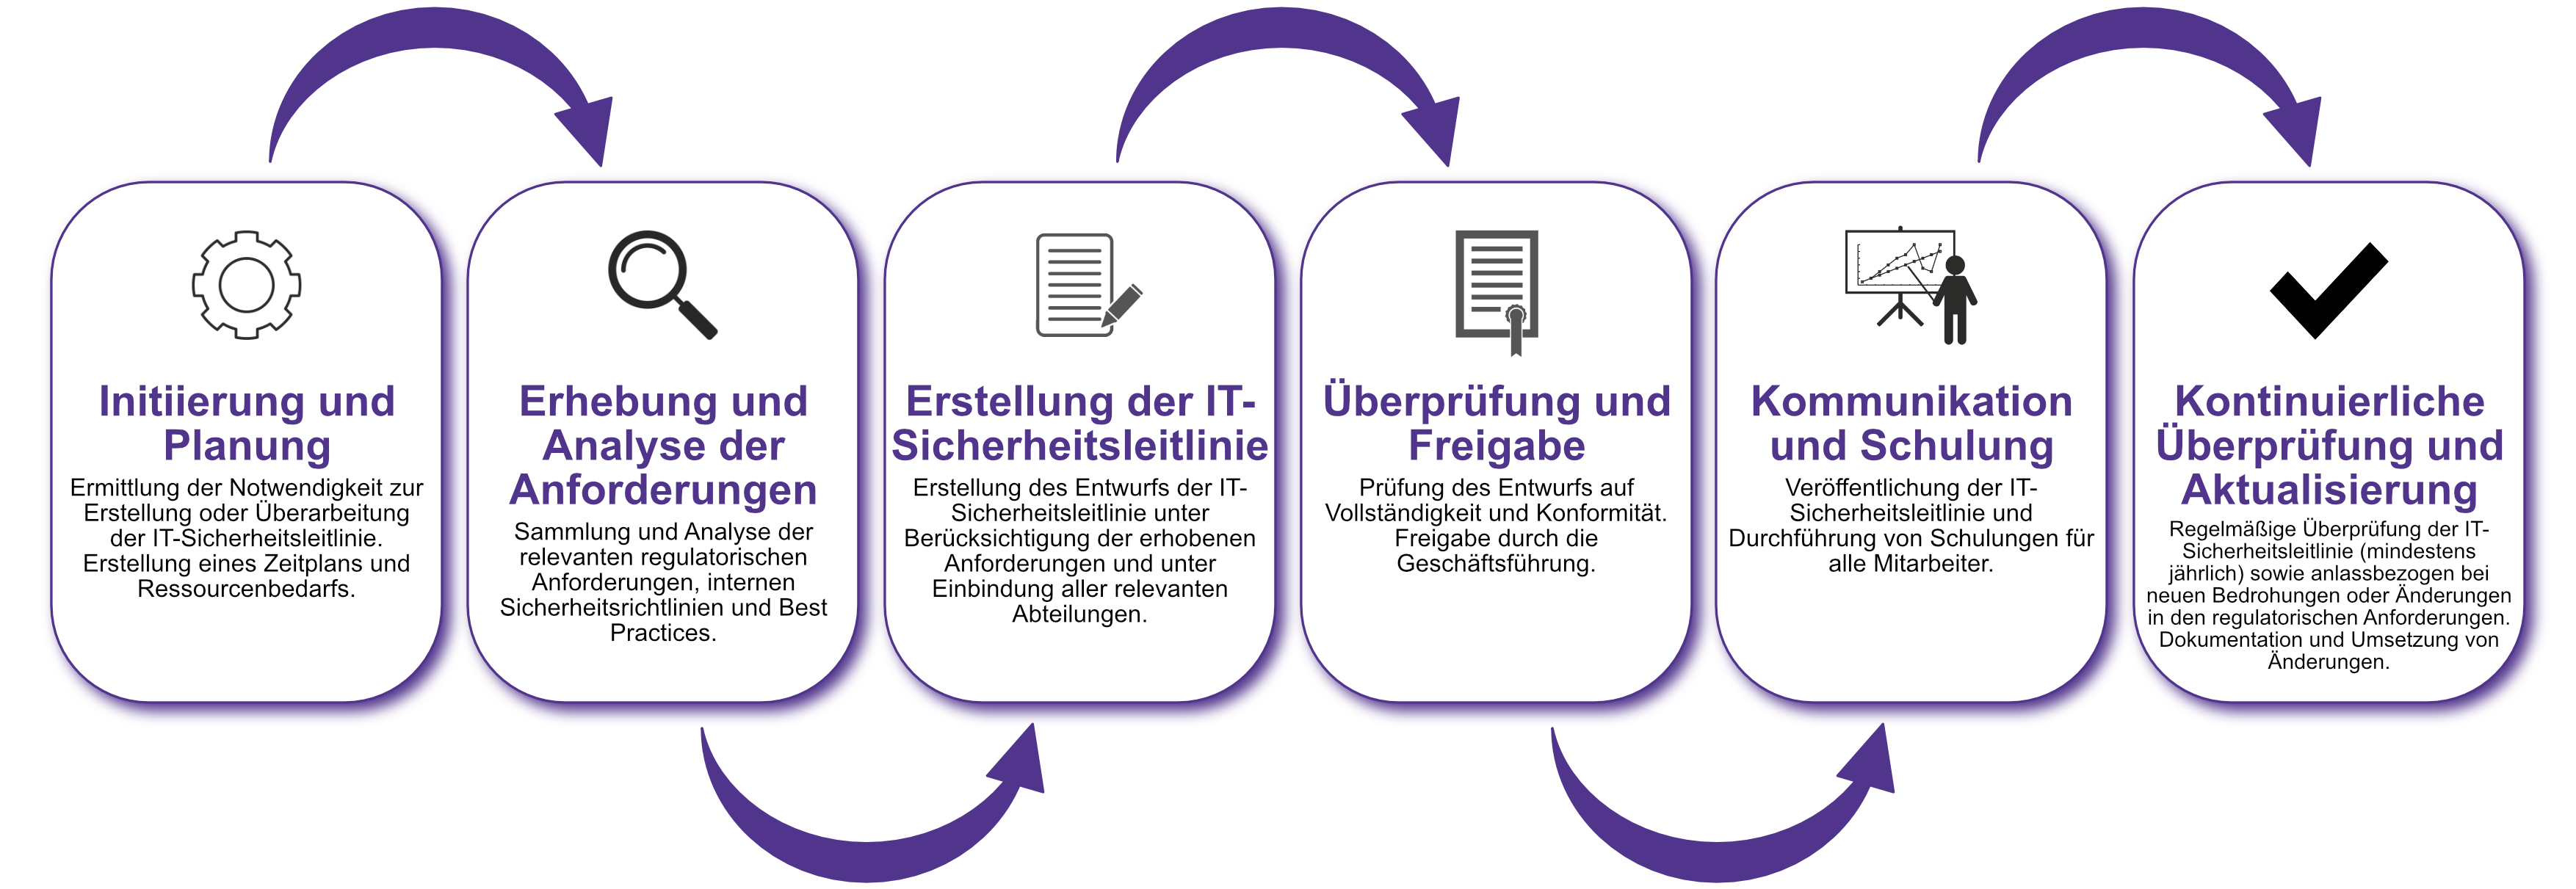 Initiierung und
Planung
Ermittlung der Notwendigkeit zur
Erstellung oder Überarbeitung
der IT-Sicherheitsleitlinie.
Erstellung eines Zeitplans und
Ressourcenbedarfs.
Erhebung und
Analyse der
Anforderungen
Sammlung und Analyse der
relevanten regulatorischen
Anforderungen, internen
Sicherheitsrichtlinien und Best
Practices.
Erstellung der IT-
Sicherheitsleitlinie
Erstellung des Entwurfs der IT-
Sicherheitsleitlinie unter
Berücksichtigung der erhobenen
Anforderungen und unter
Einbindung aller relevanten
Abteilungen.
Überprüfung und
Freigabe
Prüfung des Entwurfs auf
Vollständigkeit und Konformität.
Freigabe durch die
Geschäftsführung.
Kommunikation
und Schulung
Veröffentlichung der IT-
Sicherheitsleitlinie und
Durchführung von Schulungen für
alle Mitarbeiter.
Kontinuierliche
Überprüfung und
Aktualisierung
Regelmäßige Überprüfung der IT-
Sicherheitsleitlinie (mindestens
jährlich) sowie anlassbezogen bei
neuen Bedrohungen oder Änderungen
in den regulatorischen Anforderungen.
Dokumentation und Umsetzung von
Änderungen.